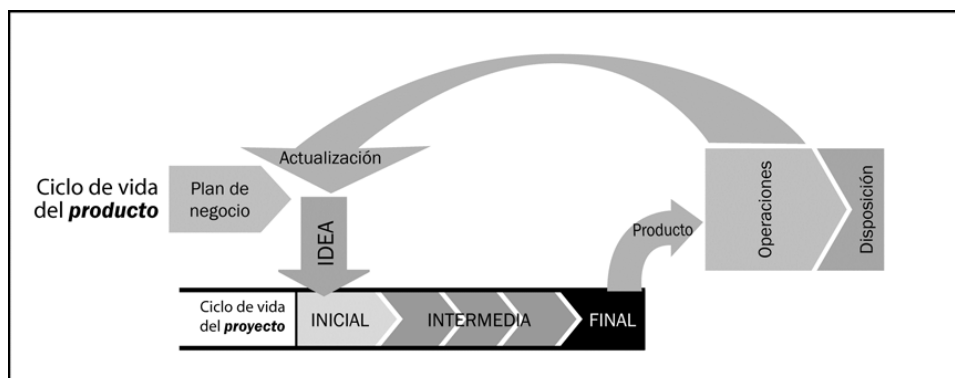 Actualización
Ciclo de vida
del producto
Plan de
negocio
IDEA
Producto
Operaciones
Disposición
Ciclo de vida
del proyecto
INICIAL
INTERMEDIA
FINAL